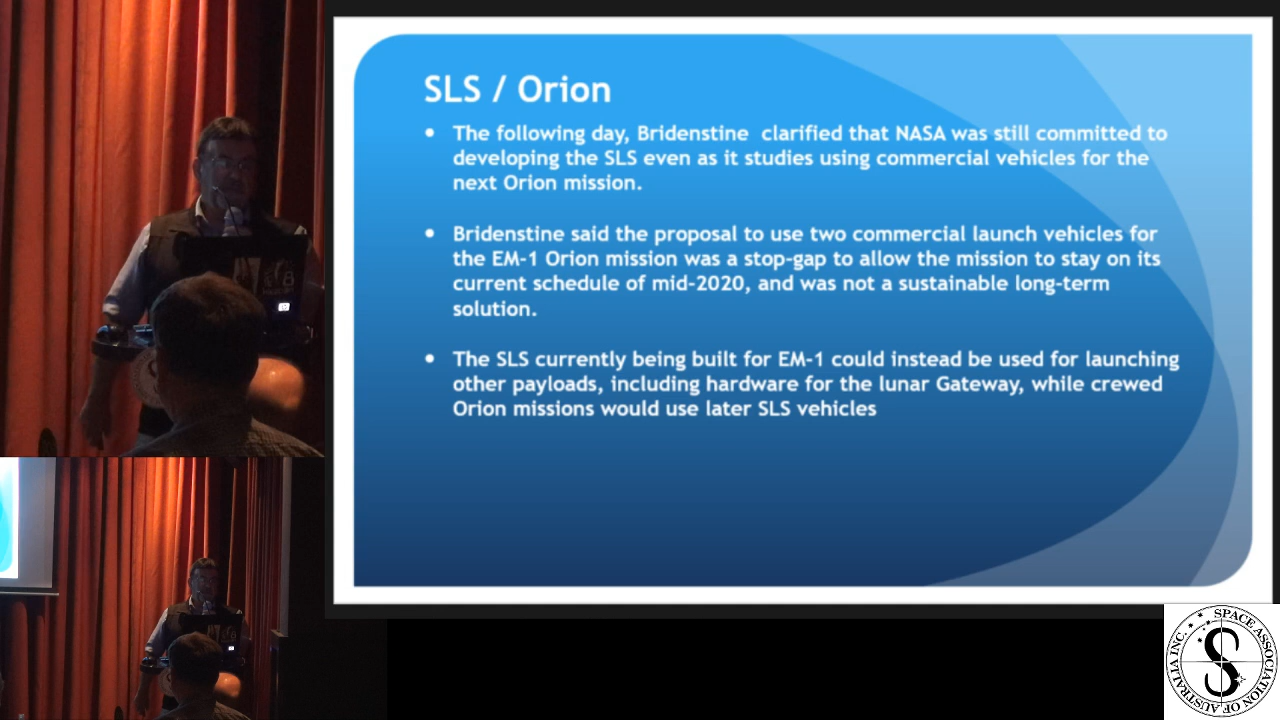 SLS / Orion
• The following day, Bridenstine  clarified that NASA was still committed to
developing the SLS even as it studies using commercial vehicles for the
next Orion mission.
• Bridenstine said the proposal to use two commercial launch vehicles for
the EM-1 Orion mission was a stop-gap to allow the mission to stay on its
current schedule of mid-2020, and was not a sustainable long-term
solution.
• The SLS currently being built for EM-1 could instead be used for launching
other payloads, including hardware for the lunar Gateway, while crewed
Orion missions would use later SLS vehicles
SPACE ASSOCIATION OF AUSTRALIA INC.
S